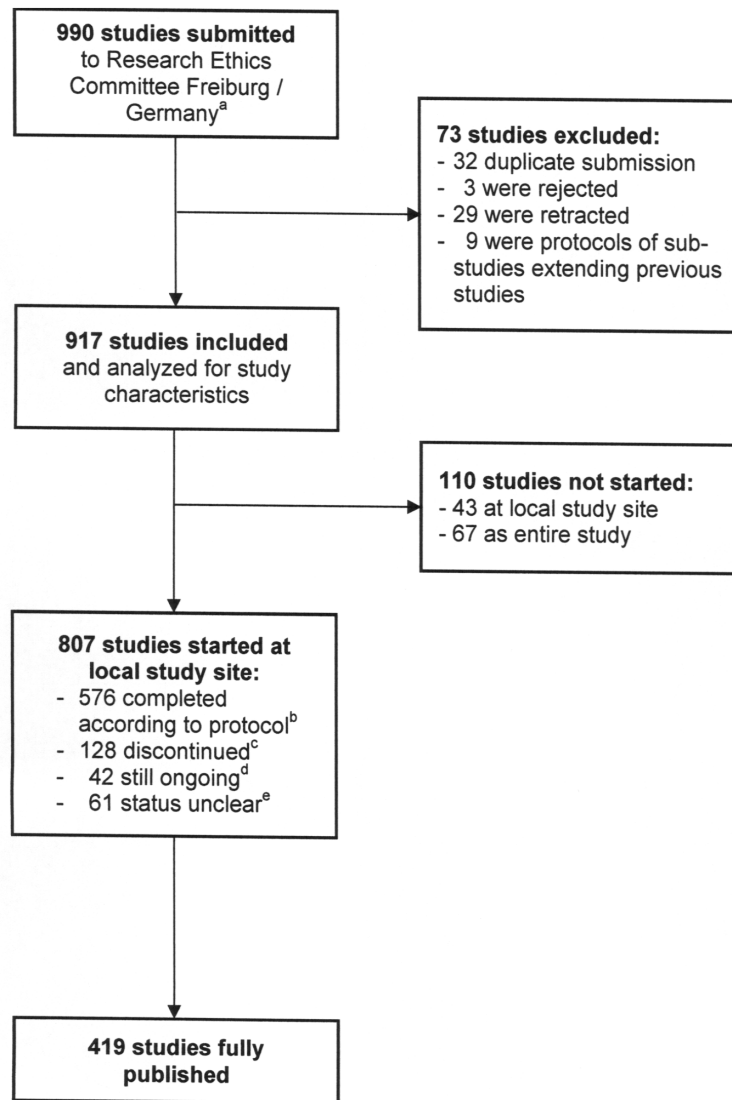 990 studies submitted
to Research Ethics
Committee Freiburg /
Germanyᵃ
73 studies excluded:
- 32 duplicate submission
- 3 were rejected
- 29 were retracted
- 9 were protocols of sub-
studies extending previous
studies
917 studies included
and analyzed for study
characteristics
110 studies not started:
- 43 at local study site
- 67 as entire study
807 studies started at
local study site:
- 576 completed
according to protocolᵇ
- 128 discontinuedᶜ
- 42 still ongoingᵈ
- 61 status unclearᵉ
419 studies fully
published